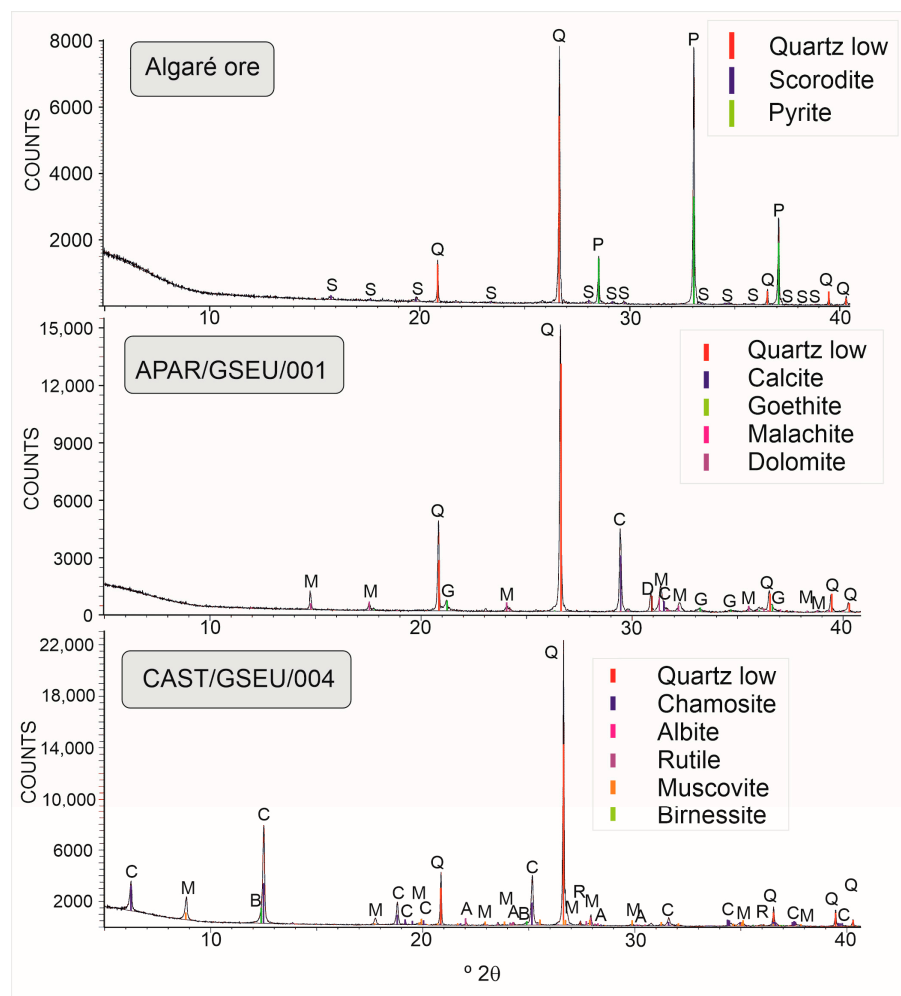 8000
6000
4000
2000
COUNTS
Algaré ore
Quartz low
Scorodite
Pyrite
S S S Q S Q S P S S P S S S Q P S S S Q Q
10 20 30 40
15,000
12,000
9000
6000
3000
0
COUNTS
APAR/GSEU/001
Quartz low
Calcite
Goethite
Malachite
Dolomite
M M Q G M Q C D M C M G G M Q G M M Q Q
10 20 30 40
22,000
18,000
14,000
10,000
6000
2000
COUNTS
CAST/GSEU/004
Quartz low
Chamosite
Albite
Rutile
Muscovite
Birnessite
C M B C M C C M C Q A M M A B C Q M R M A M A C C M R Q C M Q C Q
10 20 30 40
º 2θ